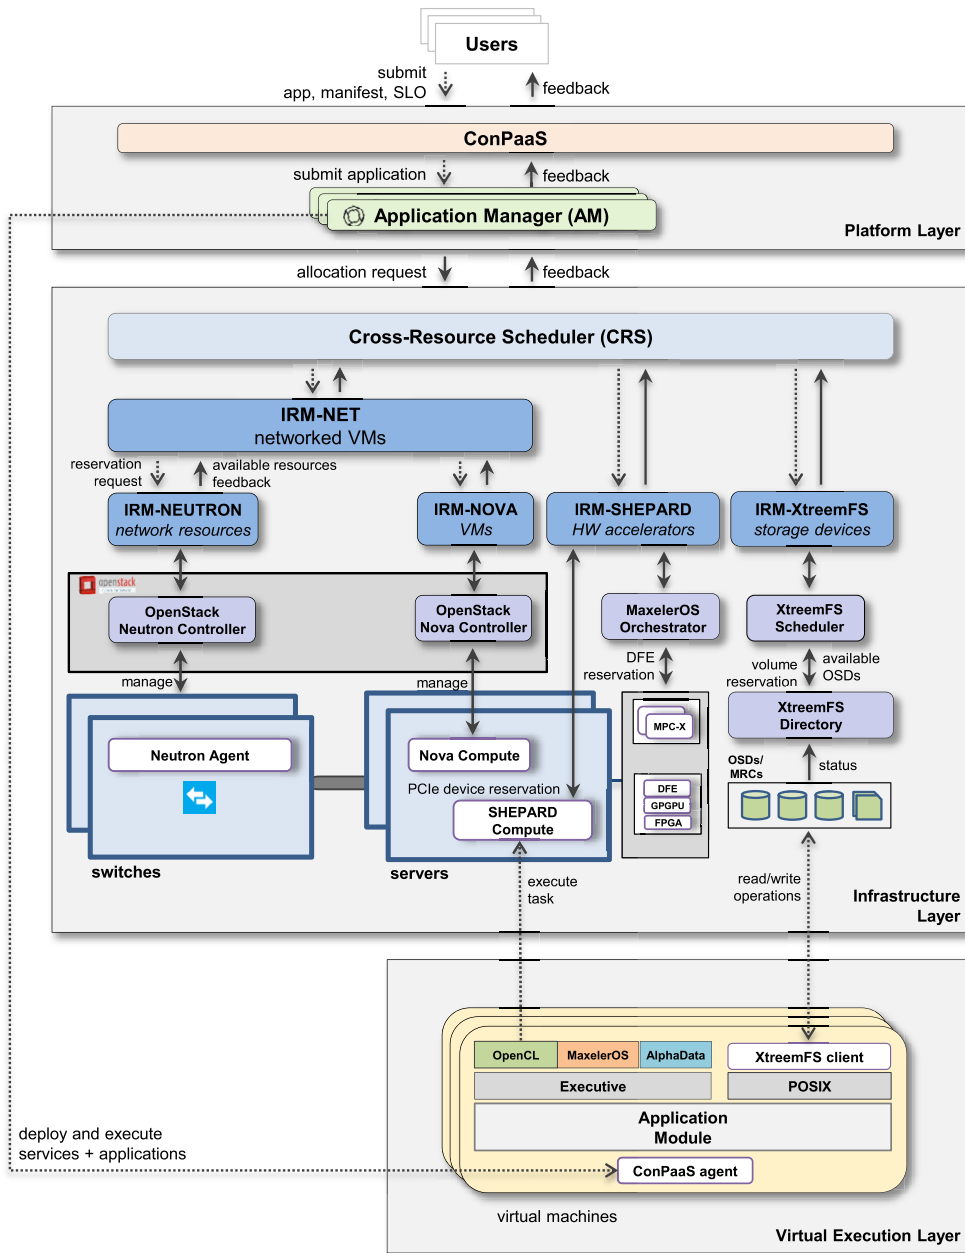 Users
submit
app, manifest, SLO
feedback
ConPaaS
submit application
feedback
Application Manager (AM)
Platform Layer
allocation request
feedback
Cross-Resource Scheduler (CRS)
IRM-NET
networked VMs
reservation
request
available resources
feedback
IRM-NEUTRON
network resources
IRM-NOVA
VMs
IRM-SHEPARD
HW accelerators
IRM-XtreemFS
storage devices
openstack
OpenStack
Neutron Controller
OpenStack
Nova Controller
MaxelerOS
Orchestrator
XtreemFS
Scheduler
manage
manage
DFE
reservation
volume
reservation
available
OSDs
XtreemFS
Directory
MPC-X
Neutron Agent
Nova Compute
PCIe device reservation
SHEPARD
Compute
DFE
GPGPU
FPGA
OSDs/
MRCs
status
switches
servers
execute
task
read/write
operations
Infrastructure
Layer
OpenCL
MaxelerOS
AlphaData
XtreemFS client
Executive
POSIX
Application
Module
deploy and execute
services + applications
ConPaaS agent
virtual machines
Virtual Execution Layer